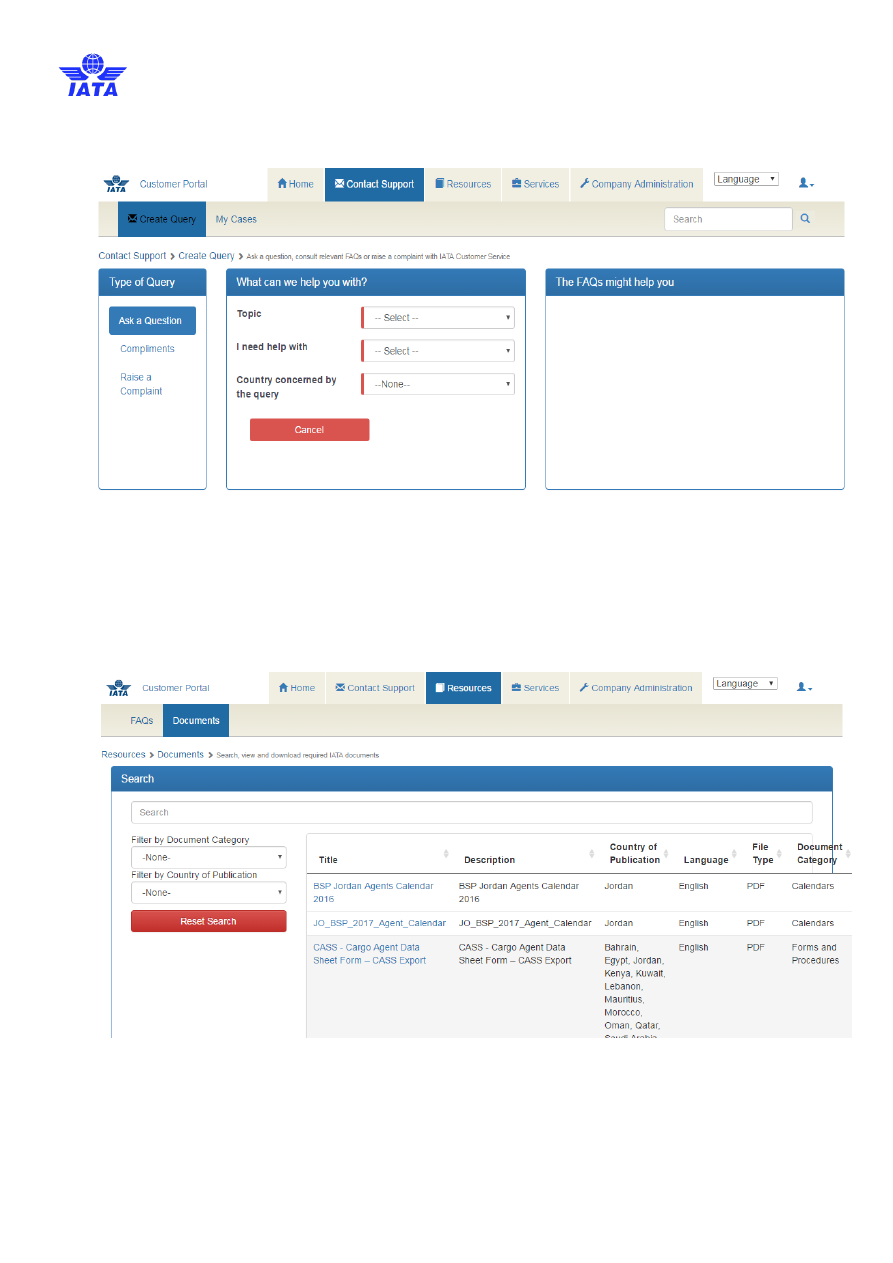 IATA
IATA Customer Portal Home Contact Support Resources Services Company Administration Language
Create Query My Cases Search
Contact Support > Create Query > Ask a question, consult relevant FAQs or raise a complaint with IATA Customer Service
Type of Query
Ask a Question
Compliments
Raise a
Complaint
What can we help you with?
Topic -- Select --
I need help with -- Select --
Country concerned by
the query --None--
Cancel
The FAQs might help you
IATA Customer Portal Home Contact Support Resources Services Company Administration Language
FAQs Documents
Resources > Documents > Search, view and download required IATA documents
Search
Search
Filter by Document Category
-None-
Filter by Country of Publication
-None-
Reset Search
Title Description Country of
Publication Language File
Type Document
Category
BSP Jordan Agents Calendar
2016
BSP Jordan Agents Calendar
2016
Jordan English PDF Calendars
JO_BSP_2017_Agent_Calendar JO_BSP_2017_Agent_Calendar Jordan English PDF Calendars
CASS - Cargo Agent Data
Sheet Form – CASS Export
CASS - Cargo Agent Data
Sheet Form – CASS Export
Bahrain,
Egypt, Jordan,
Kenya, Kuwait,
Lebanon,
Mauritius,
Morocco,
Oman, Qatar,
Saudi Arabia
English PDF Forms and
Procedures